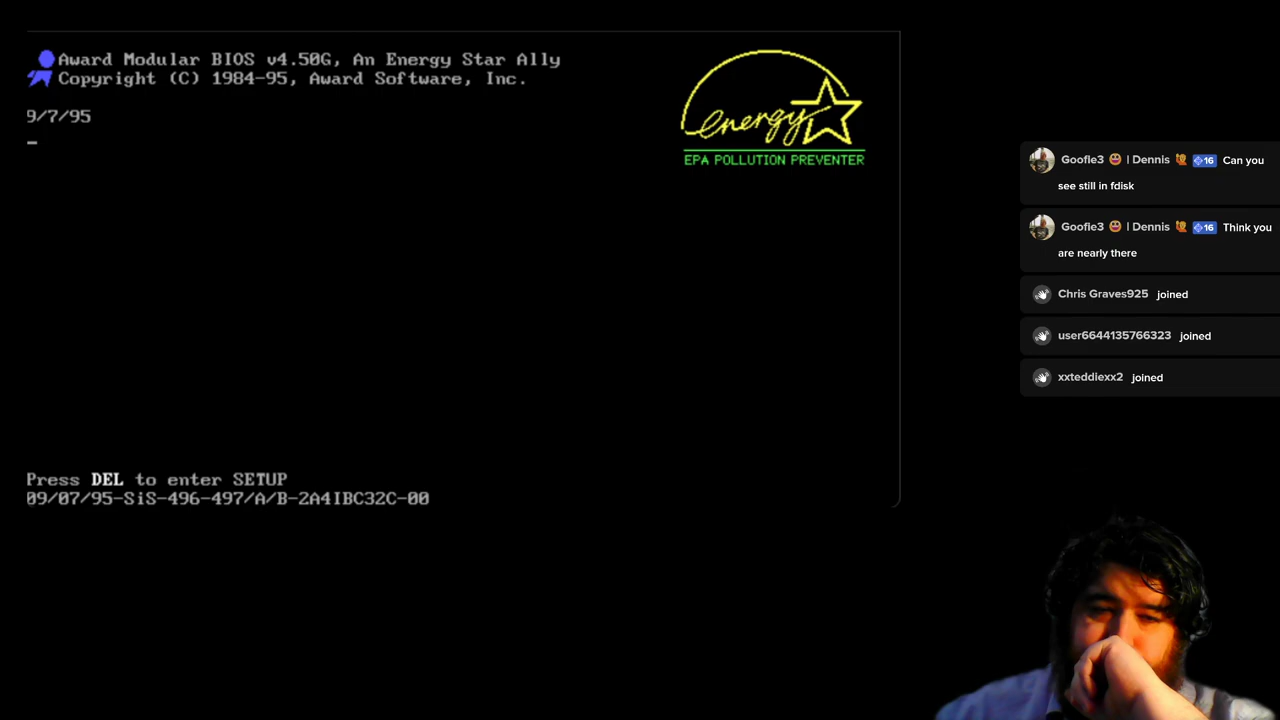 Award Modular BIOS v4.50G, An Energy Star Ally
Copyright (C) 1984-95, Award Software, Inc.
9/7/95
energy
EPA POLLUTION PREVENTER
Press DEL to enter SETUP
09/07/95-SiS-496-497/A/B-2A4IBC32C-00
Goofle3 😃 | Dennis 🙋 16 Can you
see still in fdisk
Goofle3 😃 | Dennis 🙋 16 Think you
are nearly there
Chris Graves925 joined
user6644135766323 joined
xxteddiexx2 joined